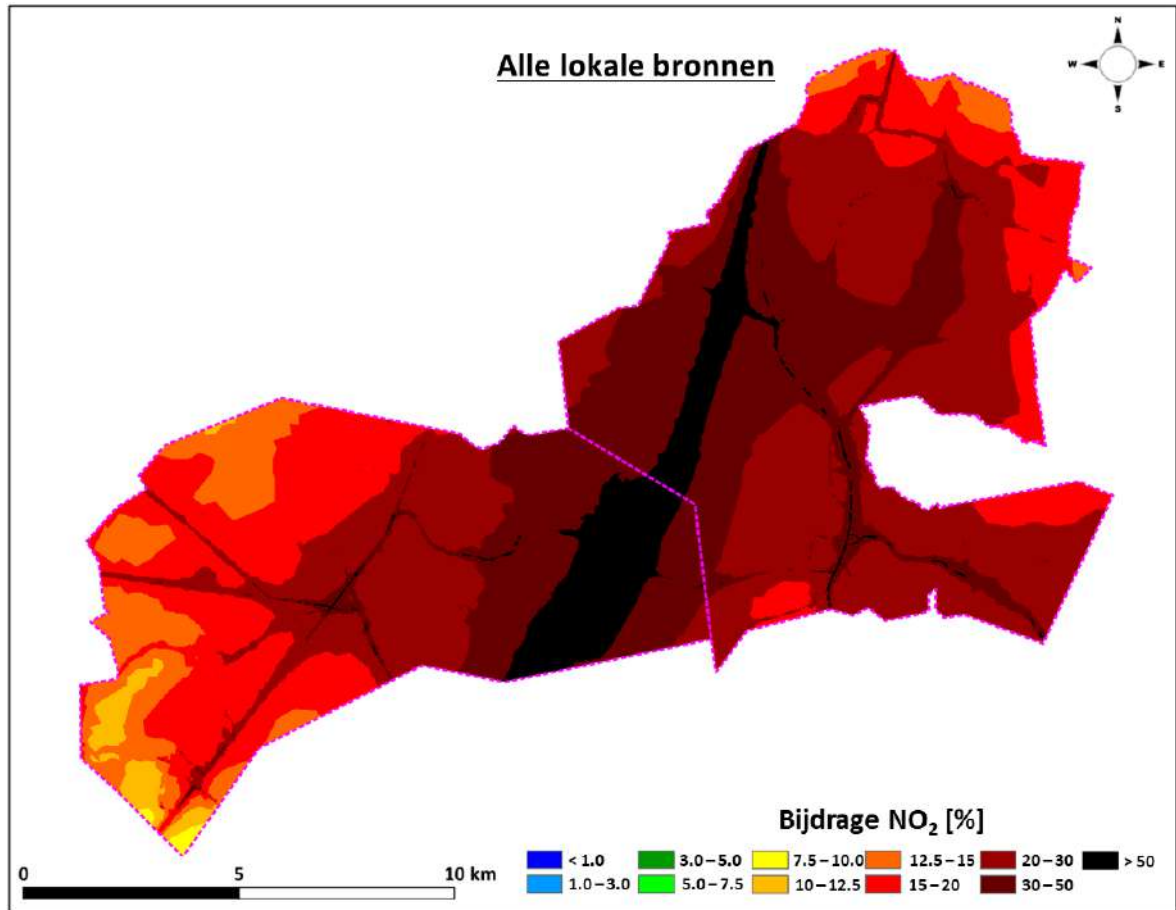 N
Alle lokale bronnen
W E
S
Bijdrage NO₂ [%]
0 5 10 km
< 1.0 3.0 – 5.0 7.5 – 10.0 12.5 – 15 20 – 30 > 50
1.0 – 3.0 5.0 – 7.5 10 – 12.5 15 – 20 30 – 50